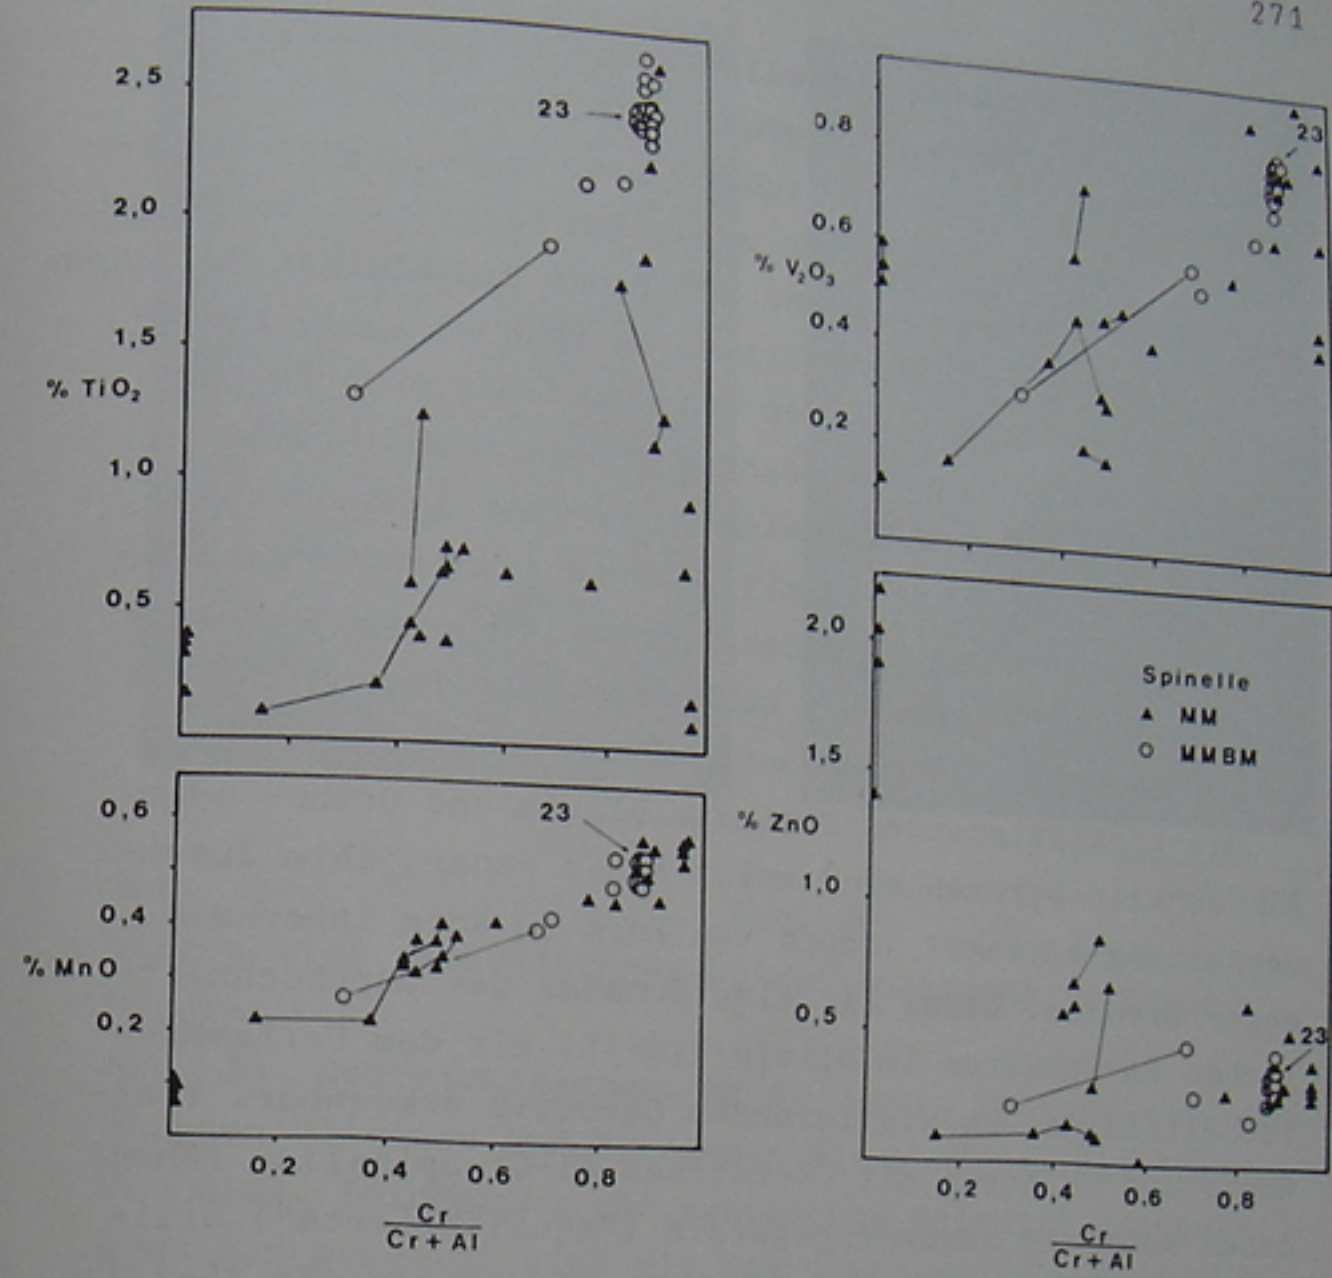 271
2,5
23
2,0
1,5
% TiO₂
1,0
0,5
0.8
23
0.6
% V₂O₃
0.4
0,2
0,6
23
0,4
% MnO
0,2
0,2 0,4 0,6 0,8
Cr
Cr + Al
2,0
Spinelle
▲ MM
○ MMBM
1,5
% ZnO
1,0
0,5
23
0,2 0,4 0,6 0,8
Cr
Cr + Al